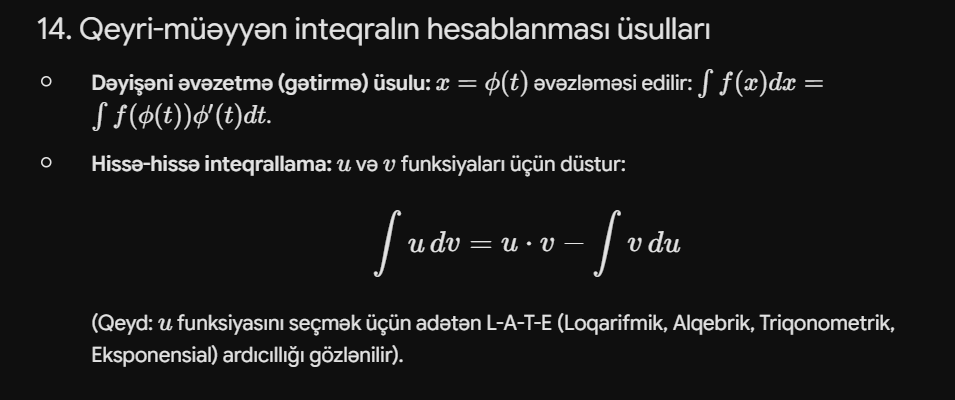 14. Qeyri-müəyyən inteqralın hesablanması üsulları
Dəyişəni əvəzetmə (gətirmə) üsulu: x = ϕ(t) əvəzləməsi edilir: ∫ f(x)dx =
∫ f(ϕ(t))ϕ′(t)dt.
Hissə-hissə inteqrallama: u və v funksiyaları üçün düstur:
∫ u dv = u · v − ∫ v du
(Qeyd: u funksiyasını seçmək üçün adətən L-A-T-E (Loqarifmik, Alqebrik, Triqonometrik,
Eksponensial) ardıcıllığı gözlənilir).